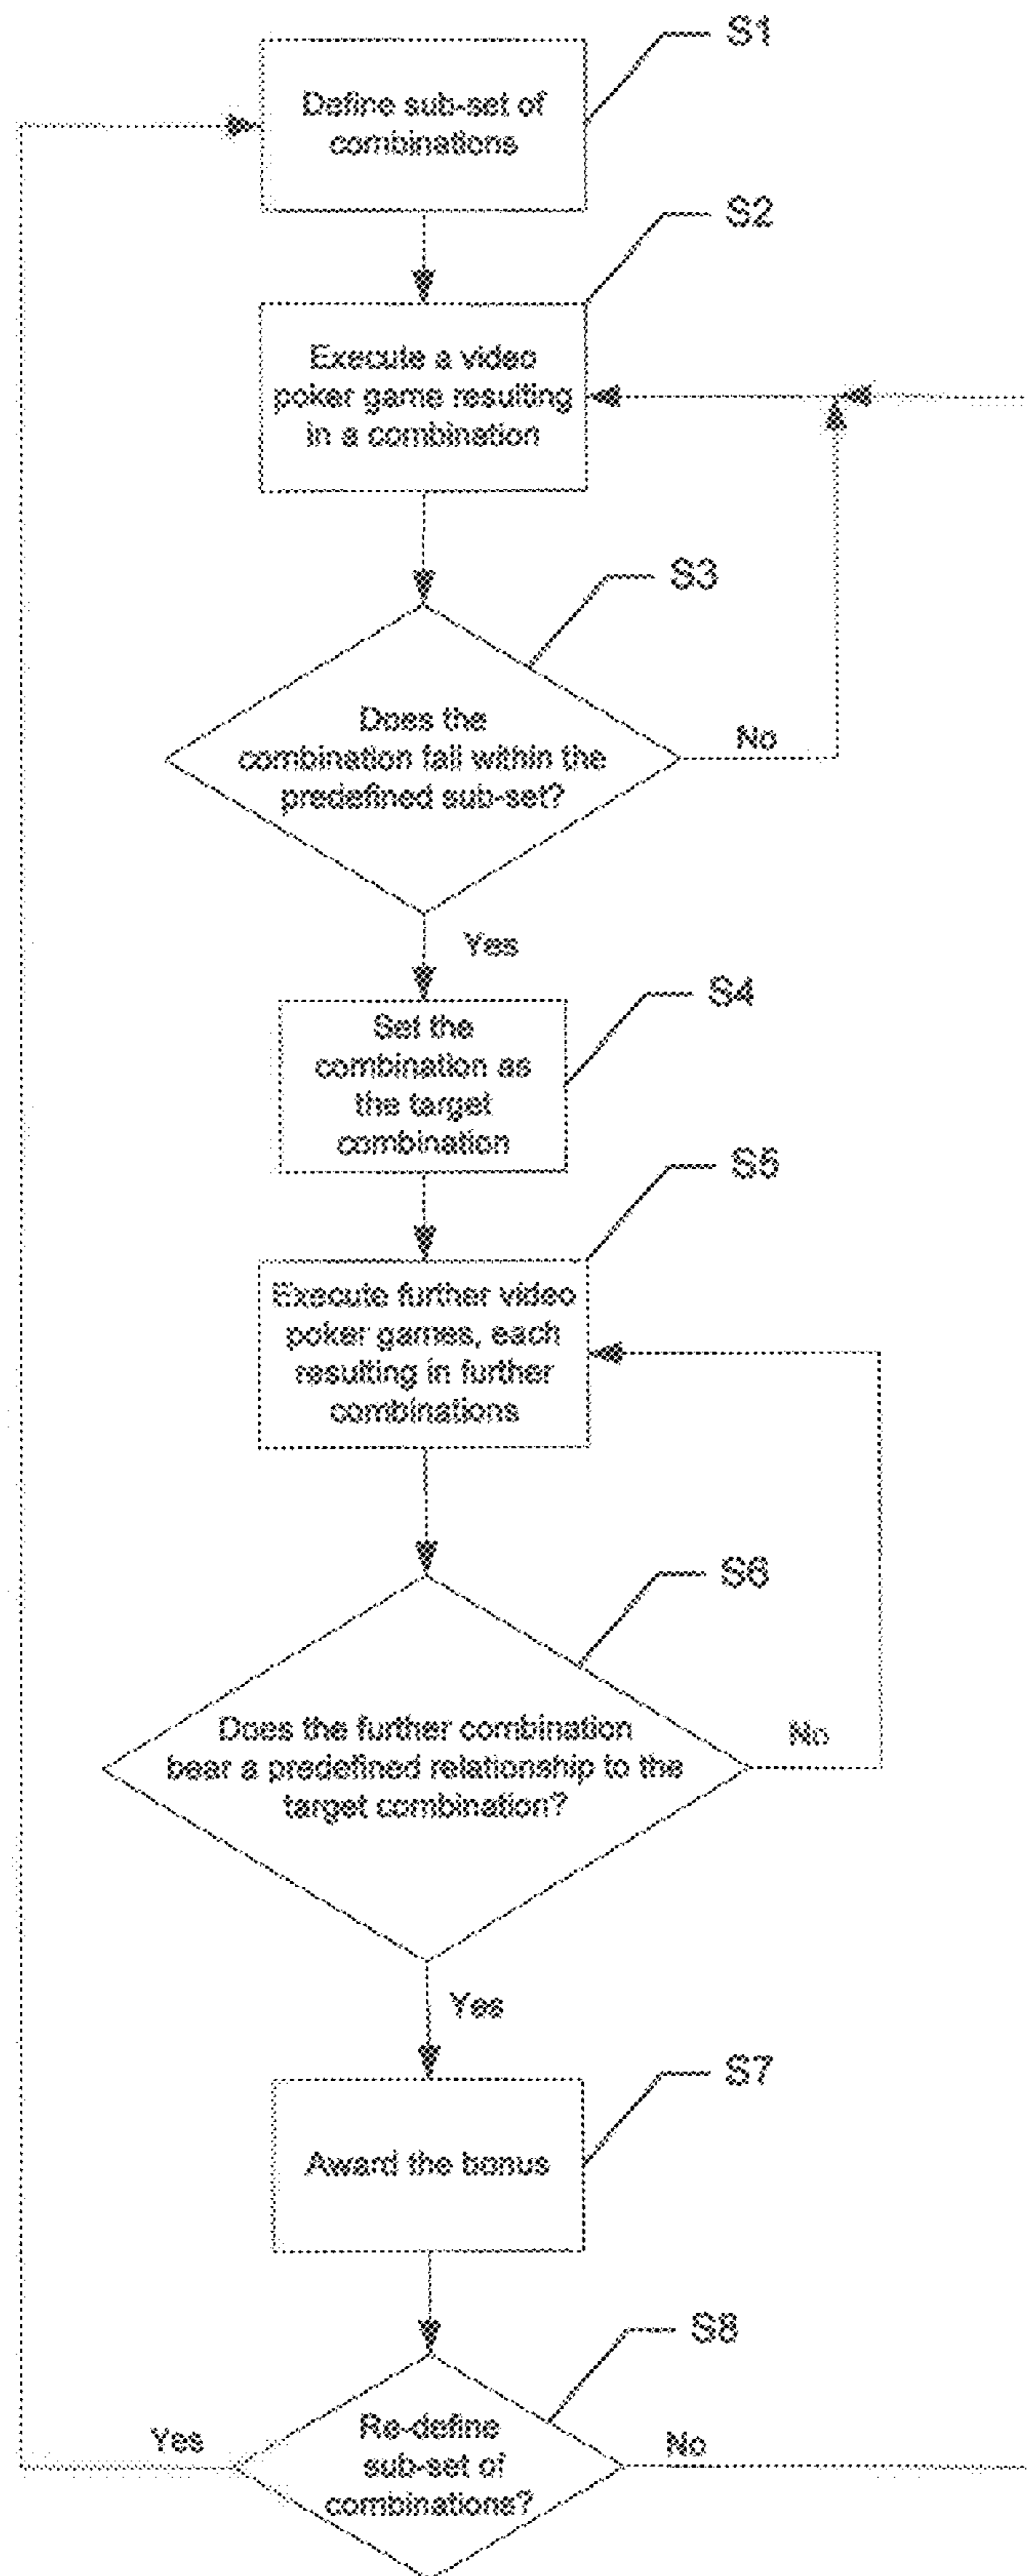 S1
Define sub-set of
combinations
S2
Execute a video
poker game resulting
in a combination
S3
Does the
combination fall within the
predefined sub-set?
No
Yes
S4
Set the
combination as
the target
combination
S5
Execute further video
poker games, each
resulting in further
combinations
S6
Does the further combination
bear a predefined relationship to the
target combination?
No
Yes
S7
Award the bonus
S8
Re-define
sub-set of
combinations?
Yes
No